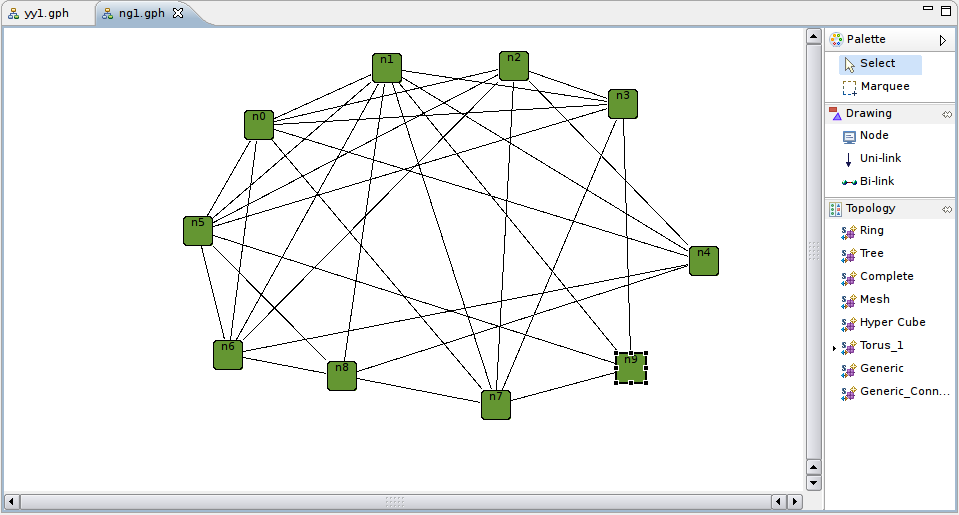 yy1.gph
ng1.gph
n1
n2
n3
n0
n5
n4
n6
n8
n9
n7
Palette
Select
Marquee
Drawing
Node
Uni-link
Bi-link
Topology
Ring
Tree
Complete
Mesh
Hyper Cube
Torus_1
Generic
Generic_Conn...